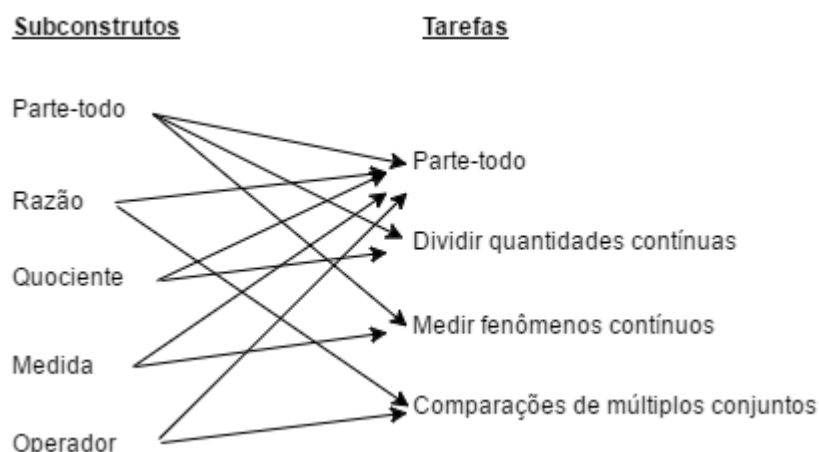 Subconstrutos
Tarefas
Parte-todo
Parte-todo
Razão
Dividir quantidades contínuas
Quociente
Medir fenômenos contínuos
Medida
Comparações de múltiplos conjuntos
Operador